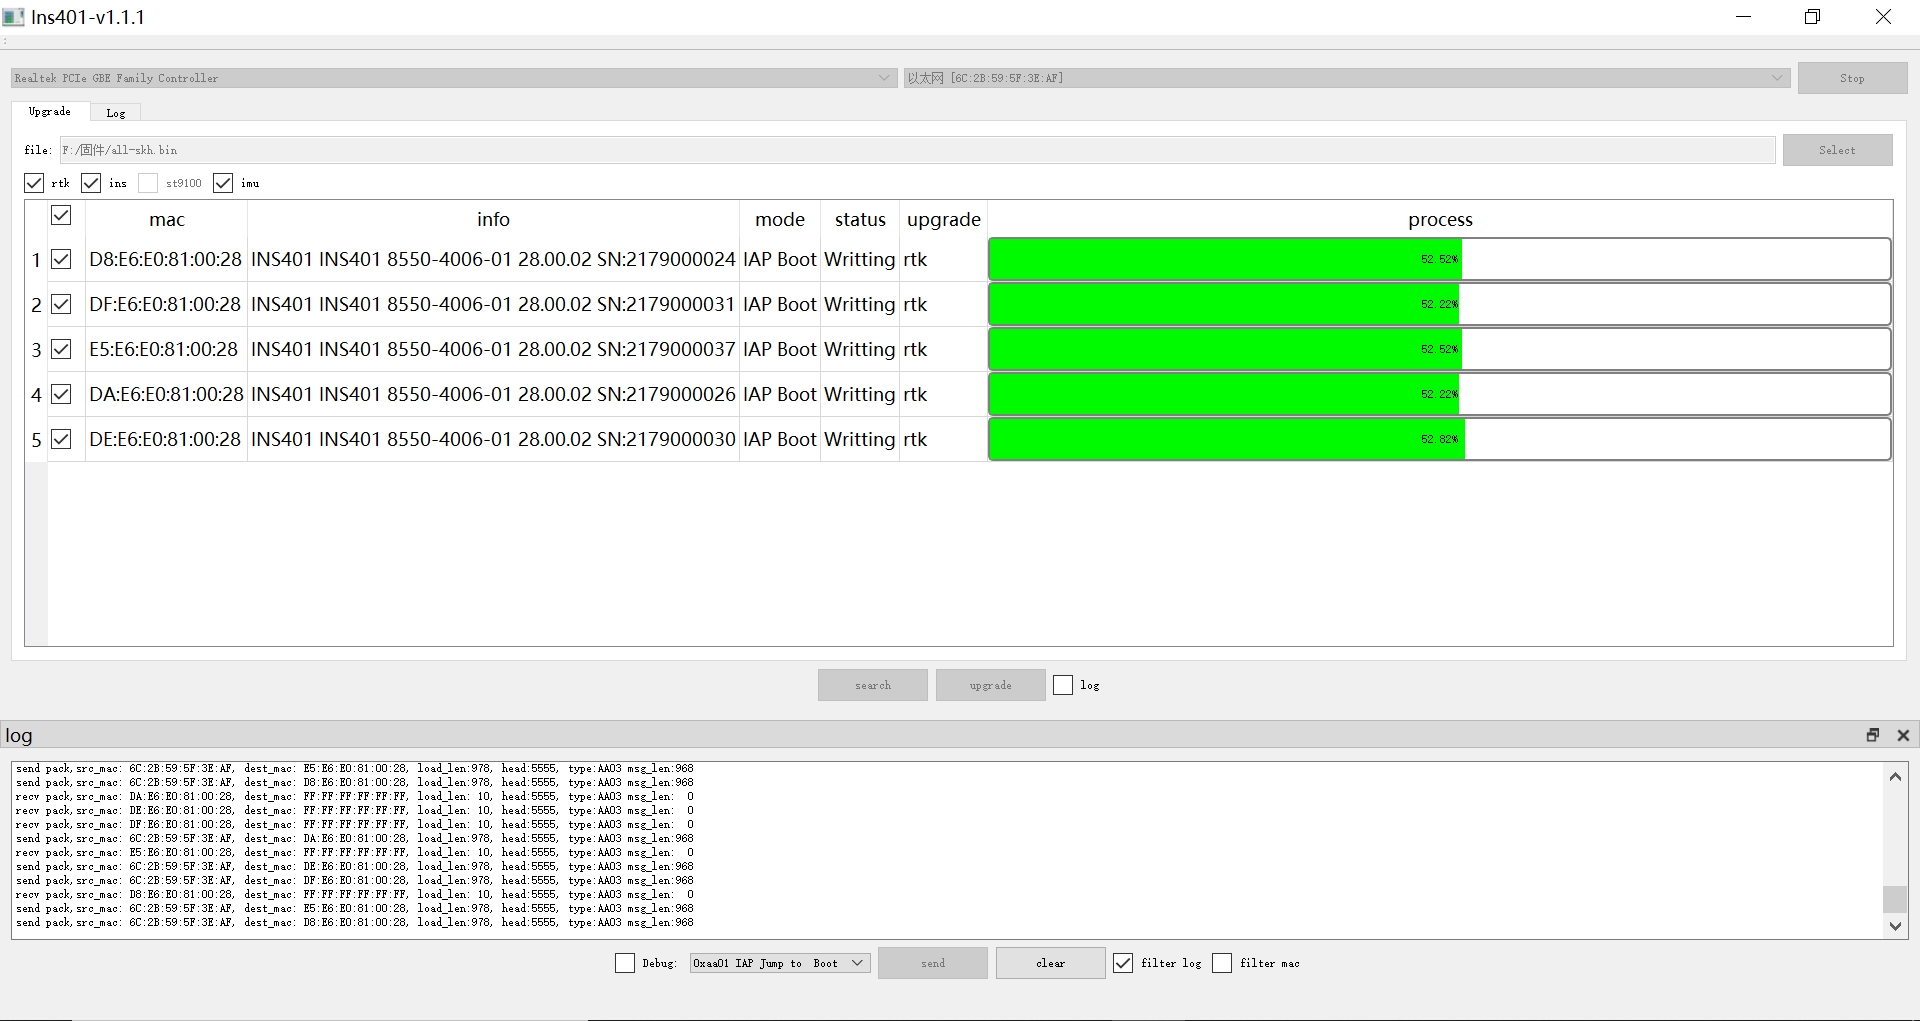 Ins401-v1.1.1
Realtek PCIe GBE Family Controller
以太网 [6C:2B:59:5F:3E:AF]
Stop
Upgrade
Log
file:
F:/固件/all-skh.bin
Select
rtk
ins
st9100
imu
mac info mode status upgrade process
1 D8:E6:E0:81:00:28 INS401 INS401 8550-4006-01 28.00.02 SN:2179000024 IAP Boot Writting rtk 52.52%
2 DF:E6:E0:81:00:28 INS401 INS401 8550-4006-01 28.00.02 SN:2179000031 IAP Boot Writting rtk 52.22%
3 E5:E6:E0:81:00:28 INS401 INS401 8550-4006-01 28.00.02 SN:2179000037 IAP Boot Writting rtk 52.52%
4 DA:E6:E0:81:00:28 INS401 INS401 8550-4006-01 28.00.02 SN:2179000026 IAP Boot Writting rtk 52.22%
5 DE:E6:E0:81:00:28 INS401 INS401 8550-4006-01 28.00.02 SN:2179000030 IAP Boot Writting rtk 52.82%
search
upgrade
log
log
send pack,src_mac: 6C:2B:59:5F:3E:AF, dest_mac: E5:E6:E0:81:00:28, load_len:978, head:5555, type:AA03 msg_len:968
send pack,src_mac: 6C:2B:59:5F:3E:AF, dest_mac: D8:E6:E0:81:00:28, load_len:978, head:5555, type:AA03 msg_len:968
recv pack,src_mac: DA:E6:E0:81:00:28, dest_mac: FF:FF:FF:FF:FF:FF, load_len: 10, head:5555, type:AA03 msg_len:  0
recv pack,src_mac: DE:E6:E0:81:00:28, dest_mac: FF:FF:FF:FF:FF:FF, load_len: 10, head:5555, type:AA03 msg_len:  0
recv pack,src_mac: DF:E6:E0:81:00:28, dest_mac: FF:FF:FF:FF:FF:FF, load_len: 10, head:5555, type:AA03 msg_len:  0
send pack,src_mac: 6C:2B:59:5F:3E:AF, dest_mac: DA:E6:E0:81:00:28, load_len:978, head:5555, type:AA03 msg_len:968
recv pack,src_mac: E5:E6:E0:81:00:28, dest_mac: FF:FF:FF:FF:FF:FF, load_len: 10, head:5555, type:AA03 msg_len:  0
send pack,src_mac: 6C:2B:59:5F:3E:AF, dest_mac: DE:E6:E0:81:00:28, load_len:978, head:5555, type:AA03 msg_len:968
send pack,src_mac: 6C:2B:59:5F:3E:AF, dest_mac: DF:E6:E0:81:00:28, load_len:978, head:5555, type:AA03 msg_len:968
recv pack,src_mac: D8:E6:E0:81:00:28, dest_mac: FF:FF:FF:FF:FF:FF, load_len: 10, head:5555, type:AA03 msg_len:  0
send pack,src_mac: 6C:2B:59:5F:3E:AF, dest_mac: E5:E6:E0:81:00:28, load_len:978, head:5555, type:AA03 msg_len:968
send pack,src_mac: 6C:2B:59:5F:3E:AF, dest_mac: D8:E6:E0:81:00:28, load_len:978, head:5555, type:AA03 msg_len:968
Debug:
0xaa01 IAP Jump to  Boot
send
clear
filter log
filter mac